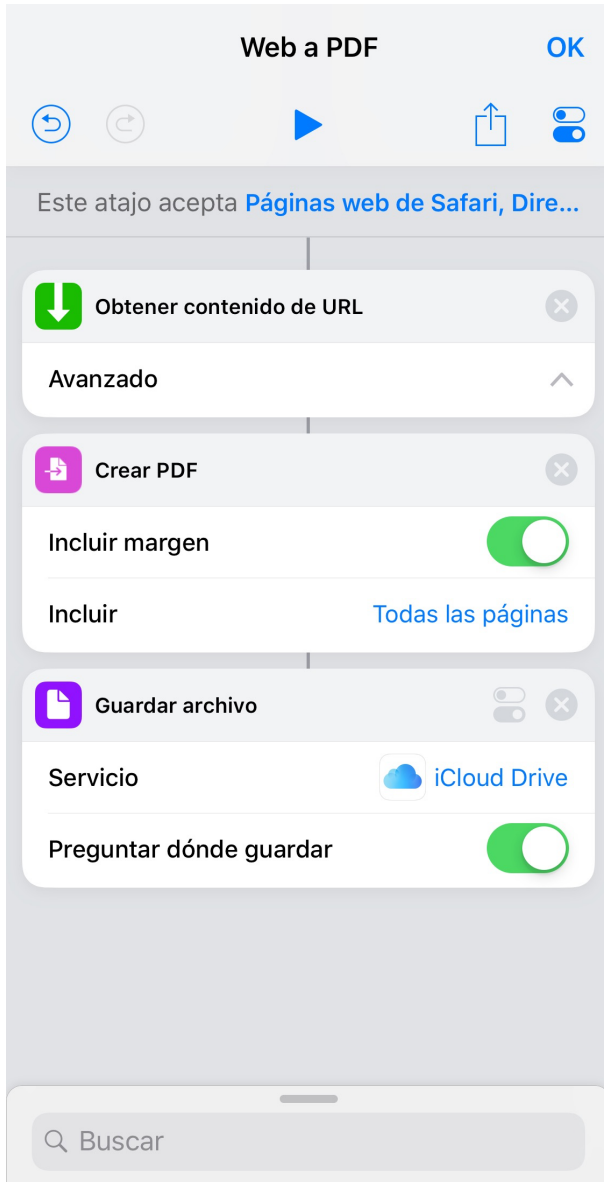 Web a PDF OK
Este atajo acepta Páginas web de Safari, Dire...
Obtener contenido de URL
Avanzado
Crear PDF
Incluir margen
Incluir Todas las páginas
Guardar archivo
Servicio iCloud Drive
Preguntar dónde guardar
Buscar